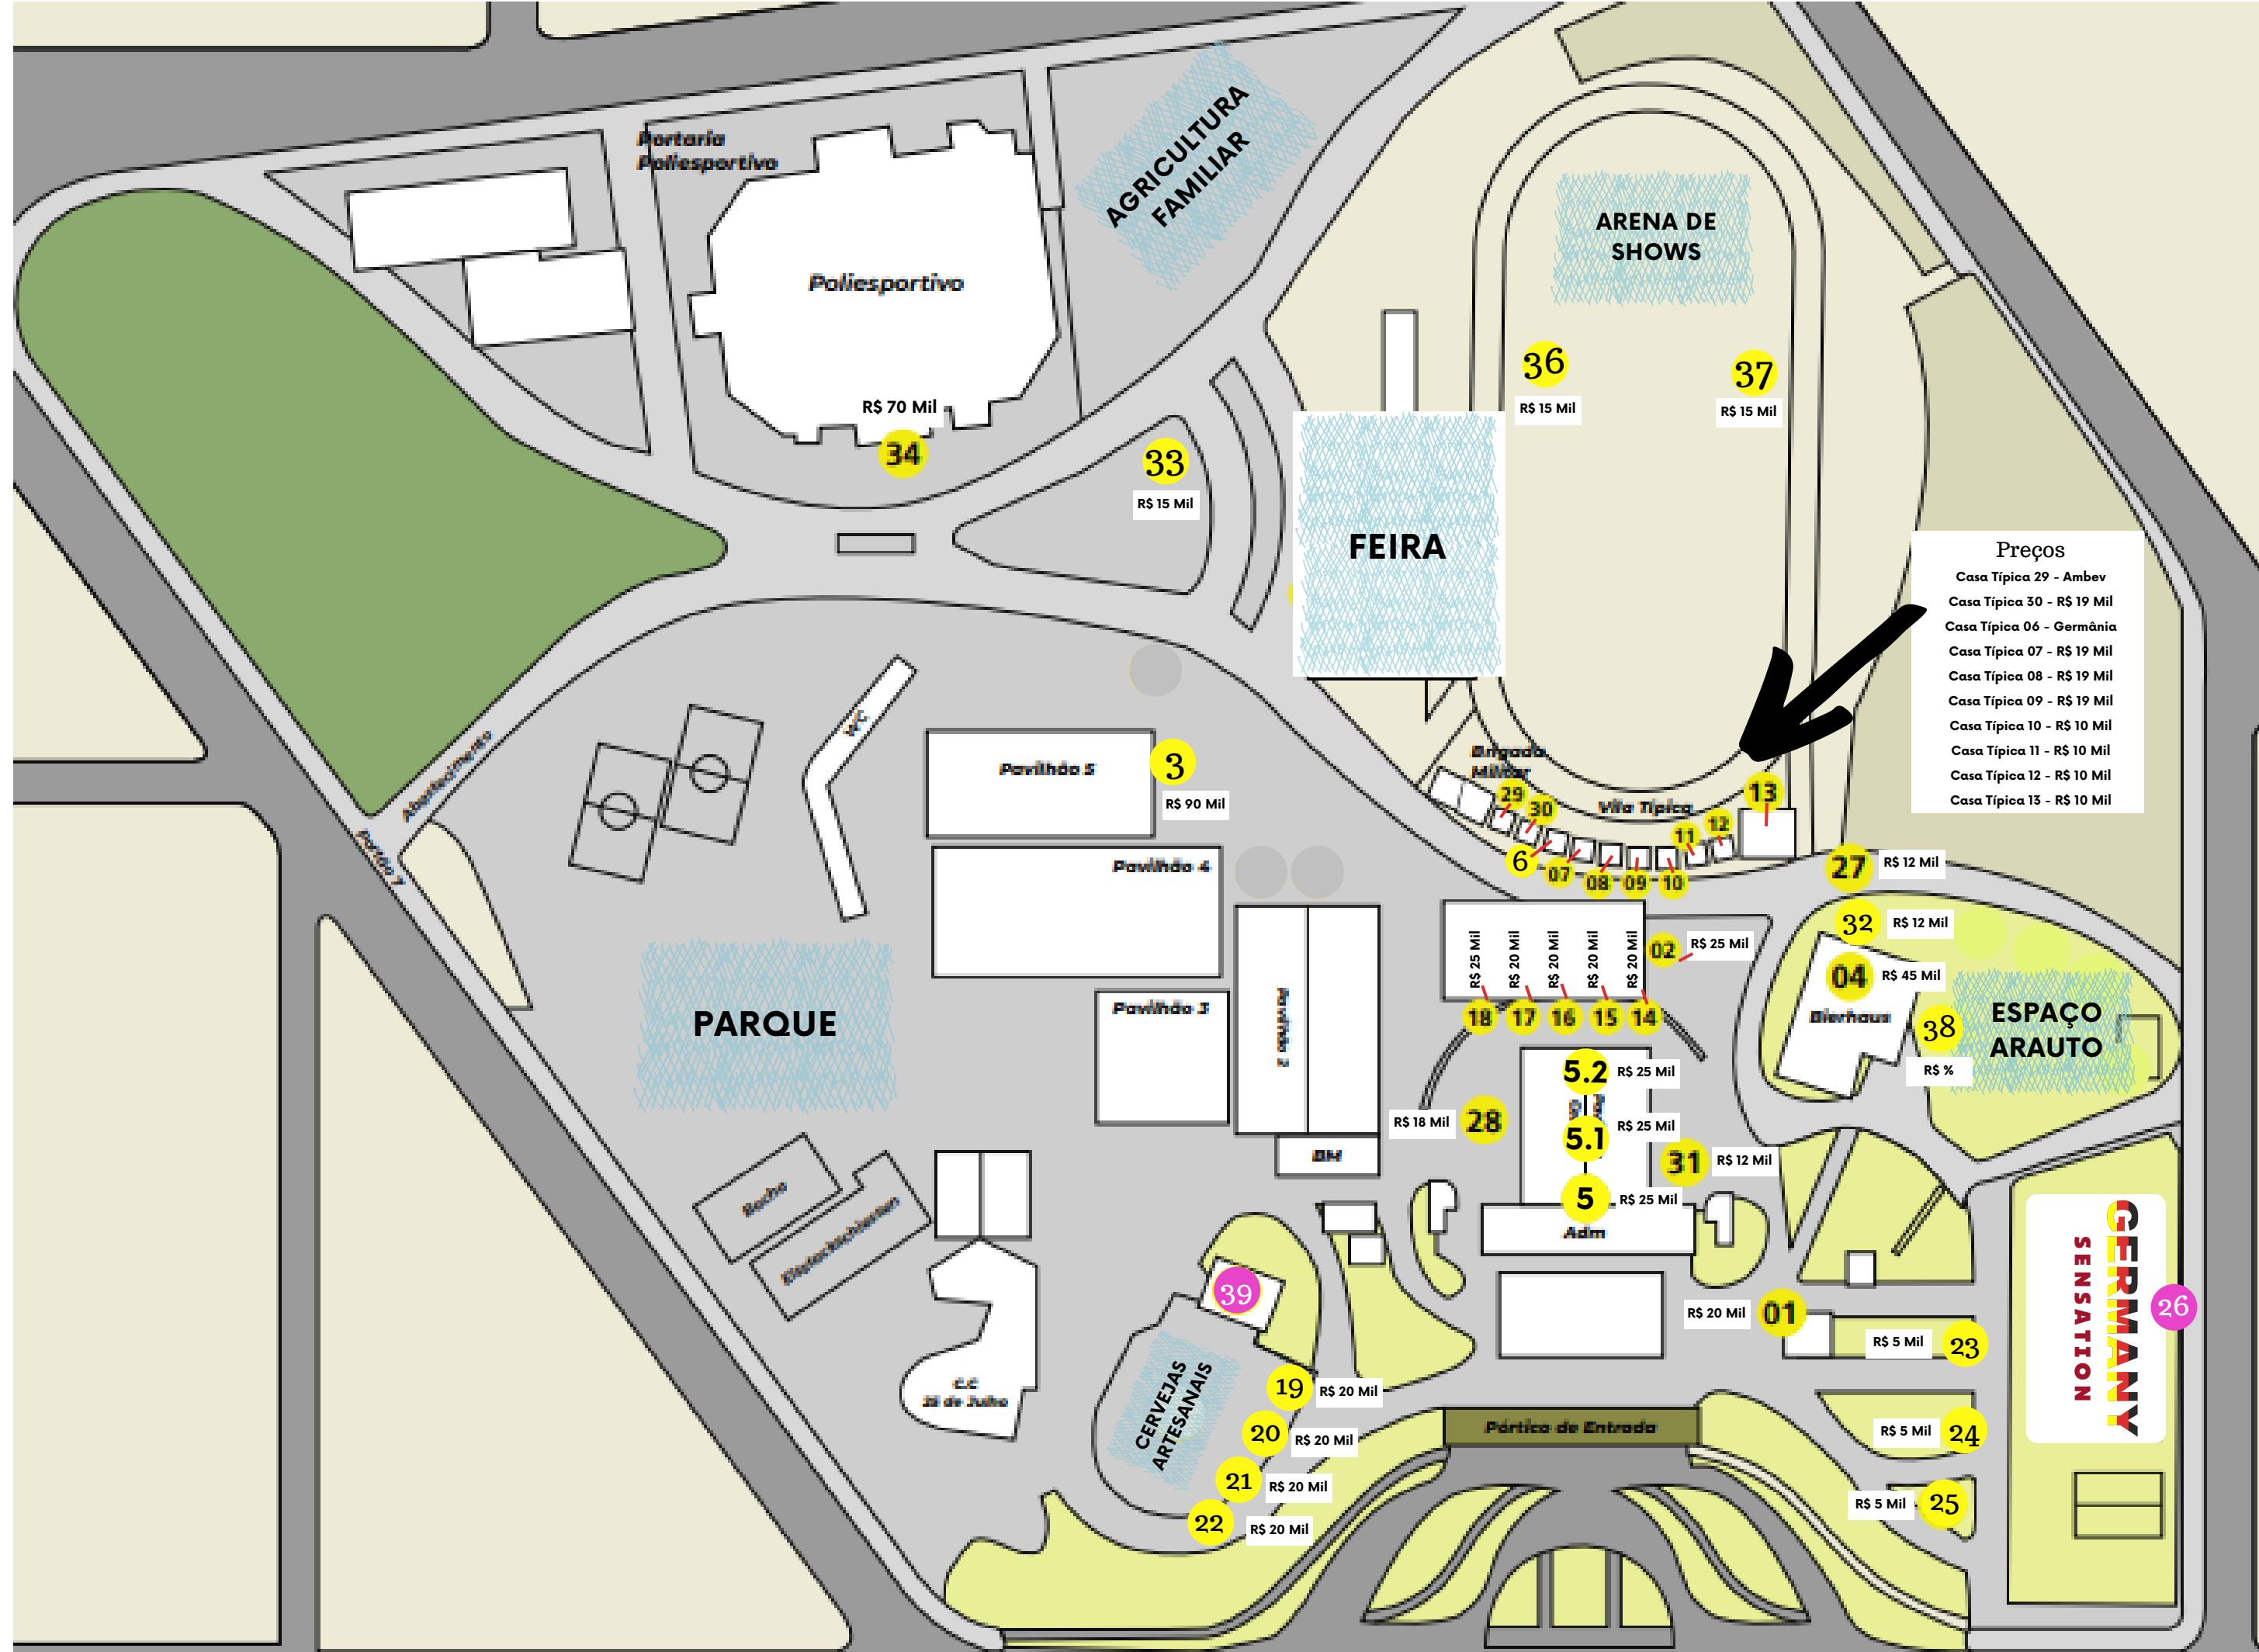 Portaria
Poliesportivo
AGRICULTURA
FAMILIAR
ARENA DE
SHOWS
Poliesportivo
36
R$ 15 Mil
37
R$ 15 Mil
R$ 70 Mil
34
33
R$ 15 Mil
FEIRA
Preços
Casa Típica 29 - Ambev
Casa Típica 30 - R$ 19 Mil
Casa Típica 06 - Germânia
Casa Típica 07 - R$ 19 Mil
Casa Típica 08 - R$ 19 Mil
Casa Típica 09 - R$ 19 Mil
Casa Típica 10 - R$ 10 Mil
Casa Típica 11 - R$ 10 Mil
Casa Típica 12 - R$ 10 Mil
Casa Típica 13 - R$ 10 Mil
WC
Abastecimento
Portão 7
Pavilhão 5
3
R$ 90 Mil
Brigada
Militar
Vila Típica
29
30
6
07
08
09
10
11
12
13
27
R$ 12 Mil
Pavilhão 4
32
R$ 12 Mil
R$ 25 Mil
R$ 20 Mil
R$ 20 Mil
R$ 20 Mil
R$ 20 Mil
02
R$ 25 Mil
18
17
16
15
14
04
R$ 45 Mil
Bierhaus
38
R$ %
ESPAÇO
ARAUTO
PARQUE
Pavilhão 3
Pavilhão 2
5.2
R$ 25 Mil
5.1
R$ 25 Mil
5
R$ 25 Mil
R$ 18 Mil
28
31
R$ 12 Mil
BM
Adm
Bocha
Eisstockschiessen
39
R$ 20 Mil
01
R$ 5 Mil
23
GERMANY
SENSATION
26
C.C
25 de Julho
CERVEJAS
ARTESANAIS
19
R$ 20 Mil
20
R$ 20 Mil
21
R$ 20 Mil
22
R$ 20 Mil
Pórtico de Entrada
R$ 5 Mil
24
R$ 5 Mil
25